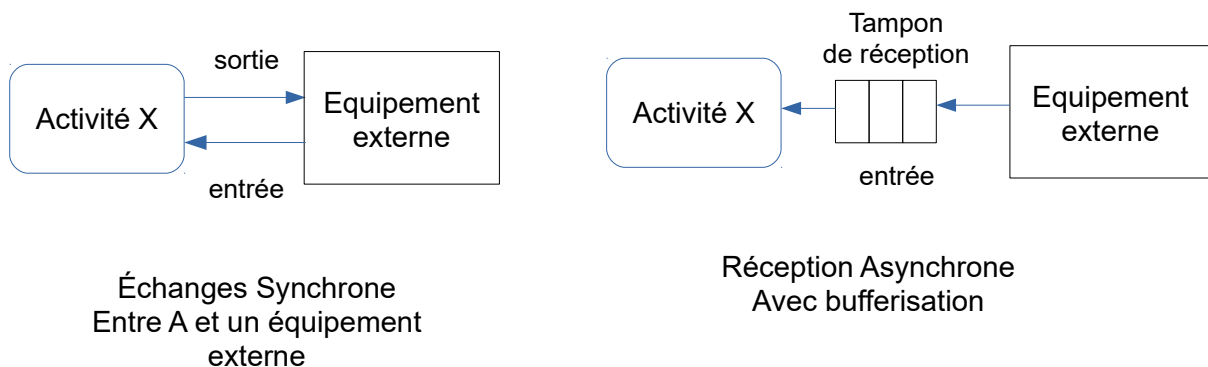 sortie
Activité X
Equipement
externe
entrée
Échanges Synchrone
Entre A et un équipement
externe
Tampon
de réception
Activité X
Equipement
externe
entrée
Réception Asynchrone
Avec bufferisation